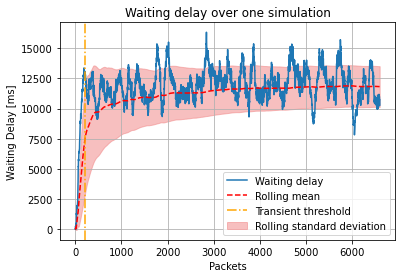 Waiting delay over one simulation
Waiting Delay [ms]
15000
12500
10000
7500
5000
2500
0
0 1000 2000 3000 4000 5000 6000
Packets
Waiting delay
Rolling mean
Transient threshold
Rolling standard deviation